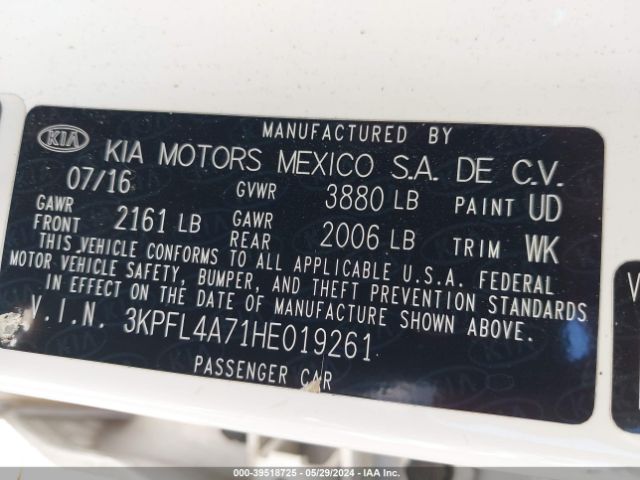 MANUFACTURED BY
KIA KIA MOTORS MEXICO S.A. DE C.V.
07/16 GVWR 3880 LB PAINT UD
GAWR FRONT 2161 LB GAWR REAR 2006 LB TRIM WK
THIS VEHICLE CONFORMS TO ALL APPLICABLE U.S.A. FEDERAL
MOTOR VEHICLE SAFETY, BUMPER, AND THEFT PREVENTION STANDARDS
IN EFFECT ON THE DATE OF MANUFACTURE SHOWN ABOVE.
V.I.N. 3KPFL4A71HE019261
PASSENGER CAR
V
000-39518725 - 05/29/2024 - IAA Inc.